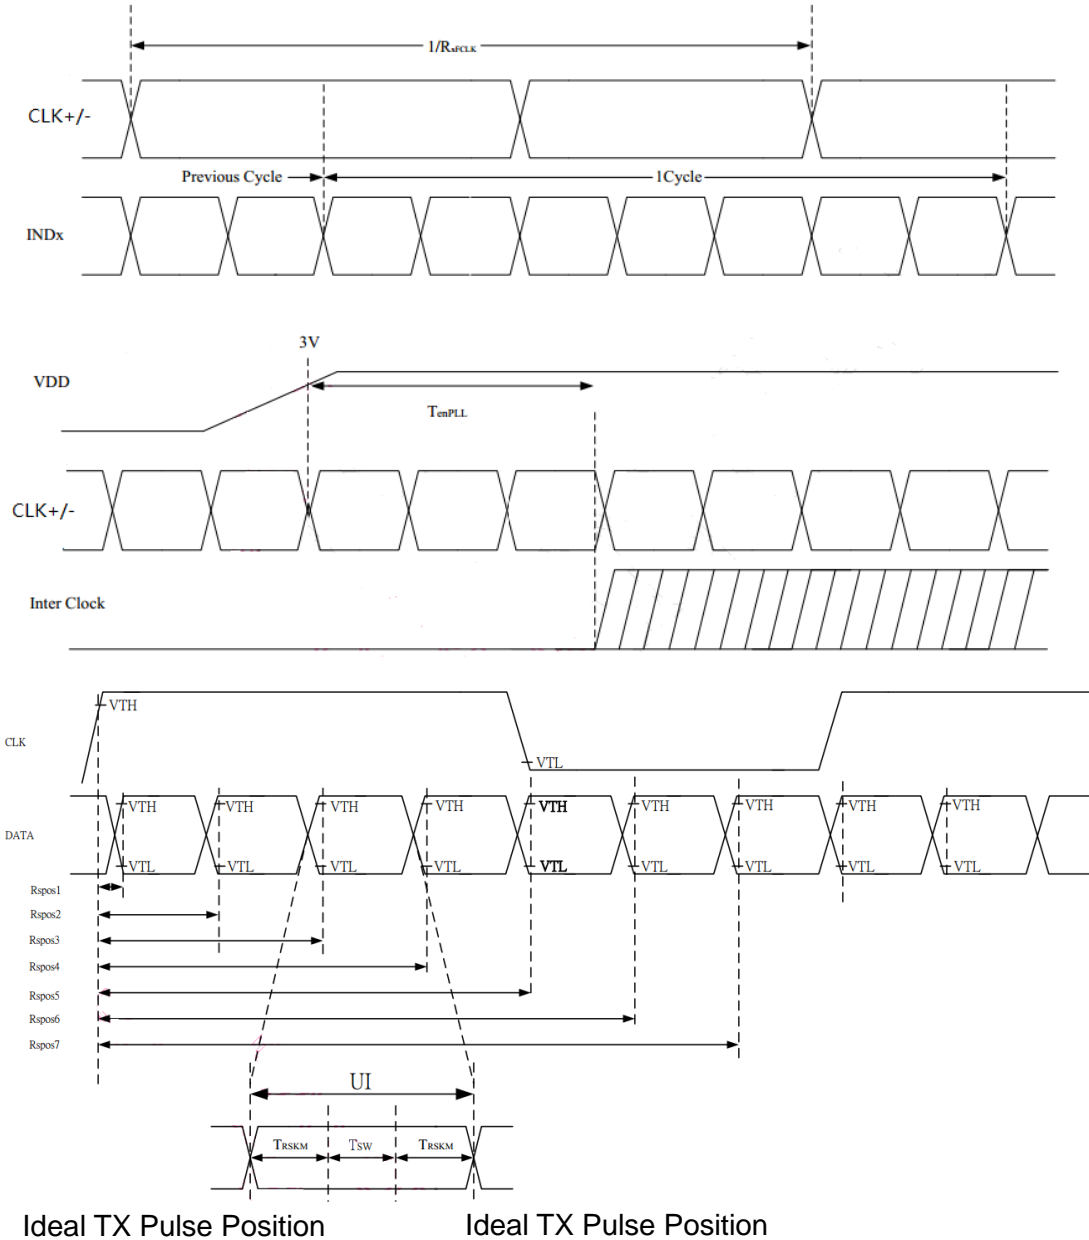 1/RxFCLK
CLK+/-
Previous Cycle
1Cycle
INDx
3V
VDD
TenPLL
CLK+/-
Inter Clock
VTH
CLK
VTL
VTH VTH VTH VTH VTH VTH VTH VTH VTH
DATA
VTL VTL VTL VTL VTL VTL VTL VTL VTL
Rspos1
Rspos2
Rspos3
Rspos4
Rspos5
Rspos6
Rspos7
UI
TRSKM TSW TRSKM
Ideal TX Pulse Position Ideal TX Pulse Position